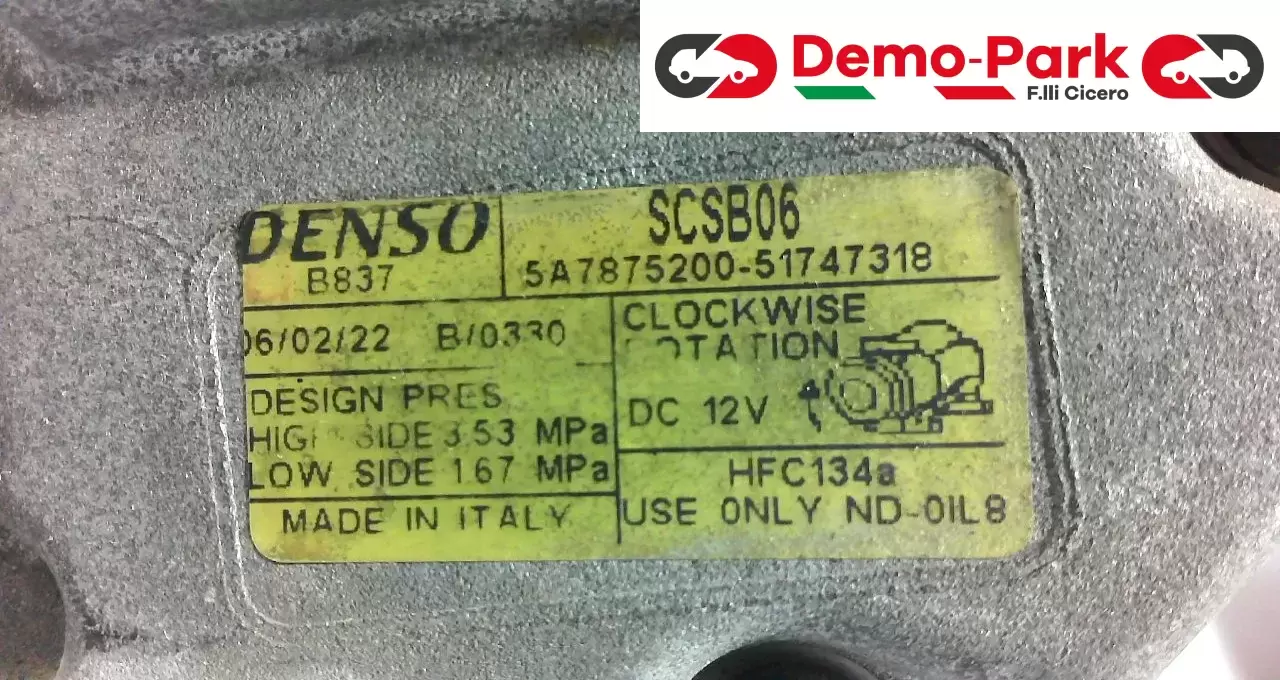 Demo-Park
F.lli Cicero
DENSO
B837
SCSB06
5A7875200-51747318
06/02/22 B/0330
CLOCKWISE
ROTATION
DC 12V
DESIGN PRES
HIGH SIDE 3.53 MPa
LOW SIDE 1.67 MPa
HFC134a
MADE IN ITALY
USE ONLY ND-OIL8